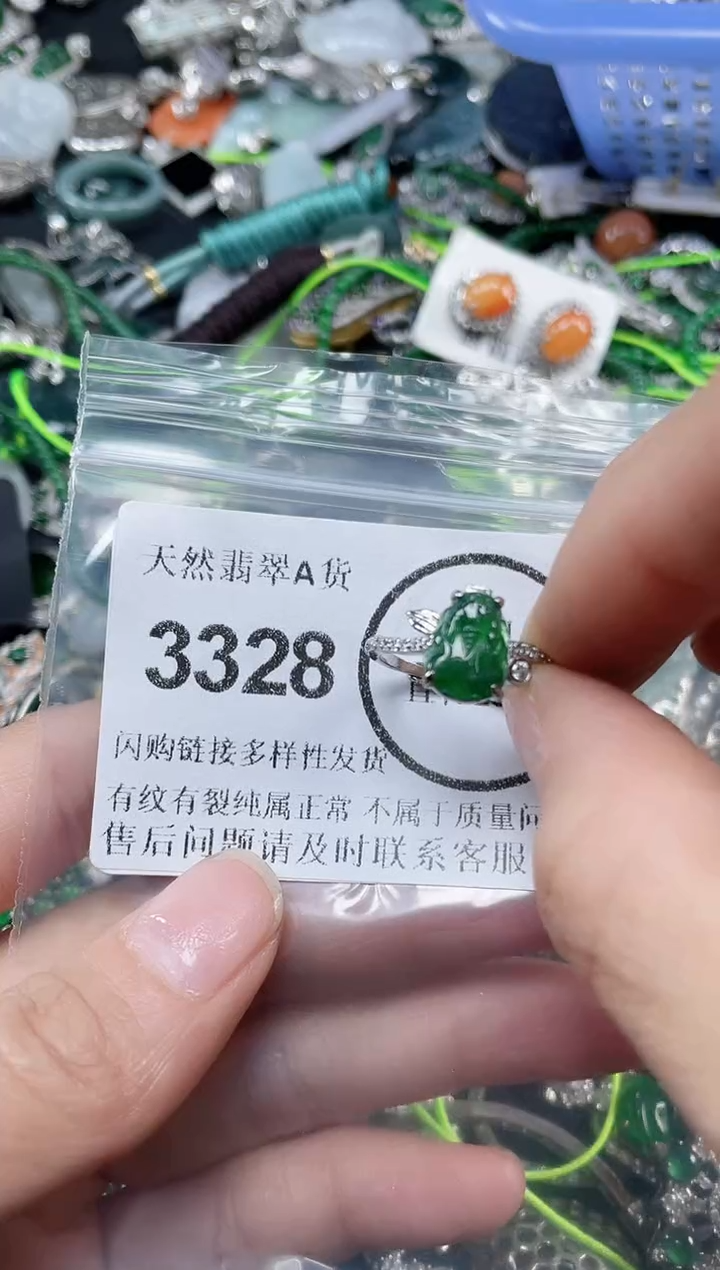 天然翡翠A货
3328
闪购链接多样性发货
有纹有裂纯属正常 不属于质量问
售后问题请及时联系客服